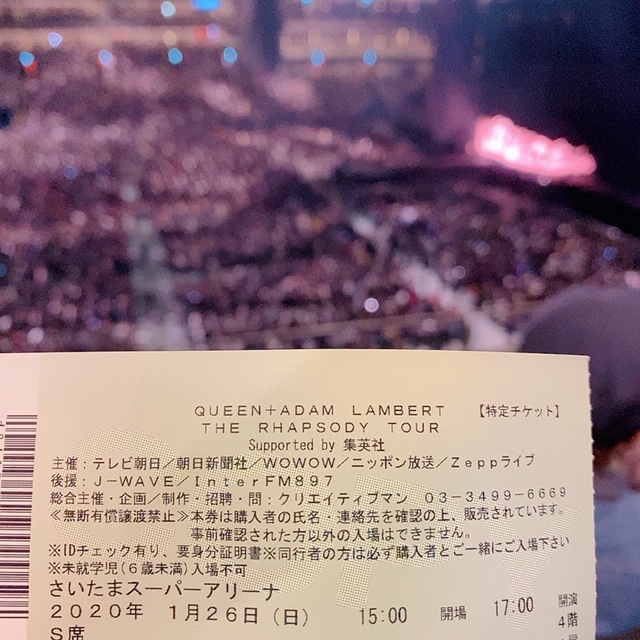 QUEEN+ADAM LAMBERT 【特定チケット】
THE RHAPSODY TOUR
Supported by 集英社
主催：テレビ朝日／朝日新聞社／WOWOW／ニッポン放送／Zeppライブ
後援：J-WAVE／InterFM897
総合主催・企画／制作・招聘・問：クリエイティブマン 03-3499-6669
≪無断有償譲渡禁止≫本券は購入者の氏名・連絡先を確認の上、販売されています。
事前確認された方以外の入場はできません。
※IDチェック有り、要身分証明書※同行者の方は必ず購入者とご一緒にご入場下さい
※未就学児(6歳未満)入場不可
さいたまスーパーアリーナ
2020年 1月26日（日） 15:00 開場 17:00 開演
S席 4階